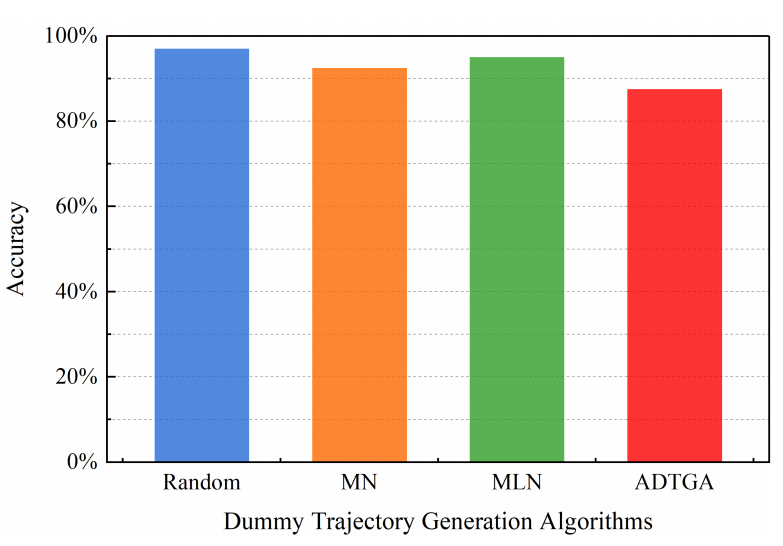 100%
80%
60%
40%
20%
0%
Accuracy
Random MN MLN ADTGA
Dummy Trajectory Generation Algorithms